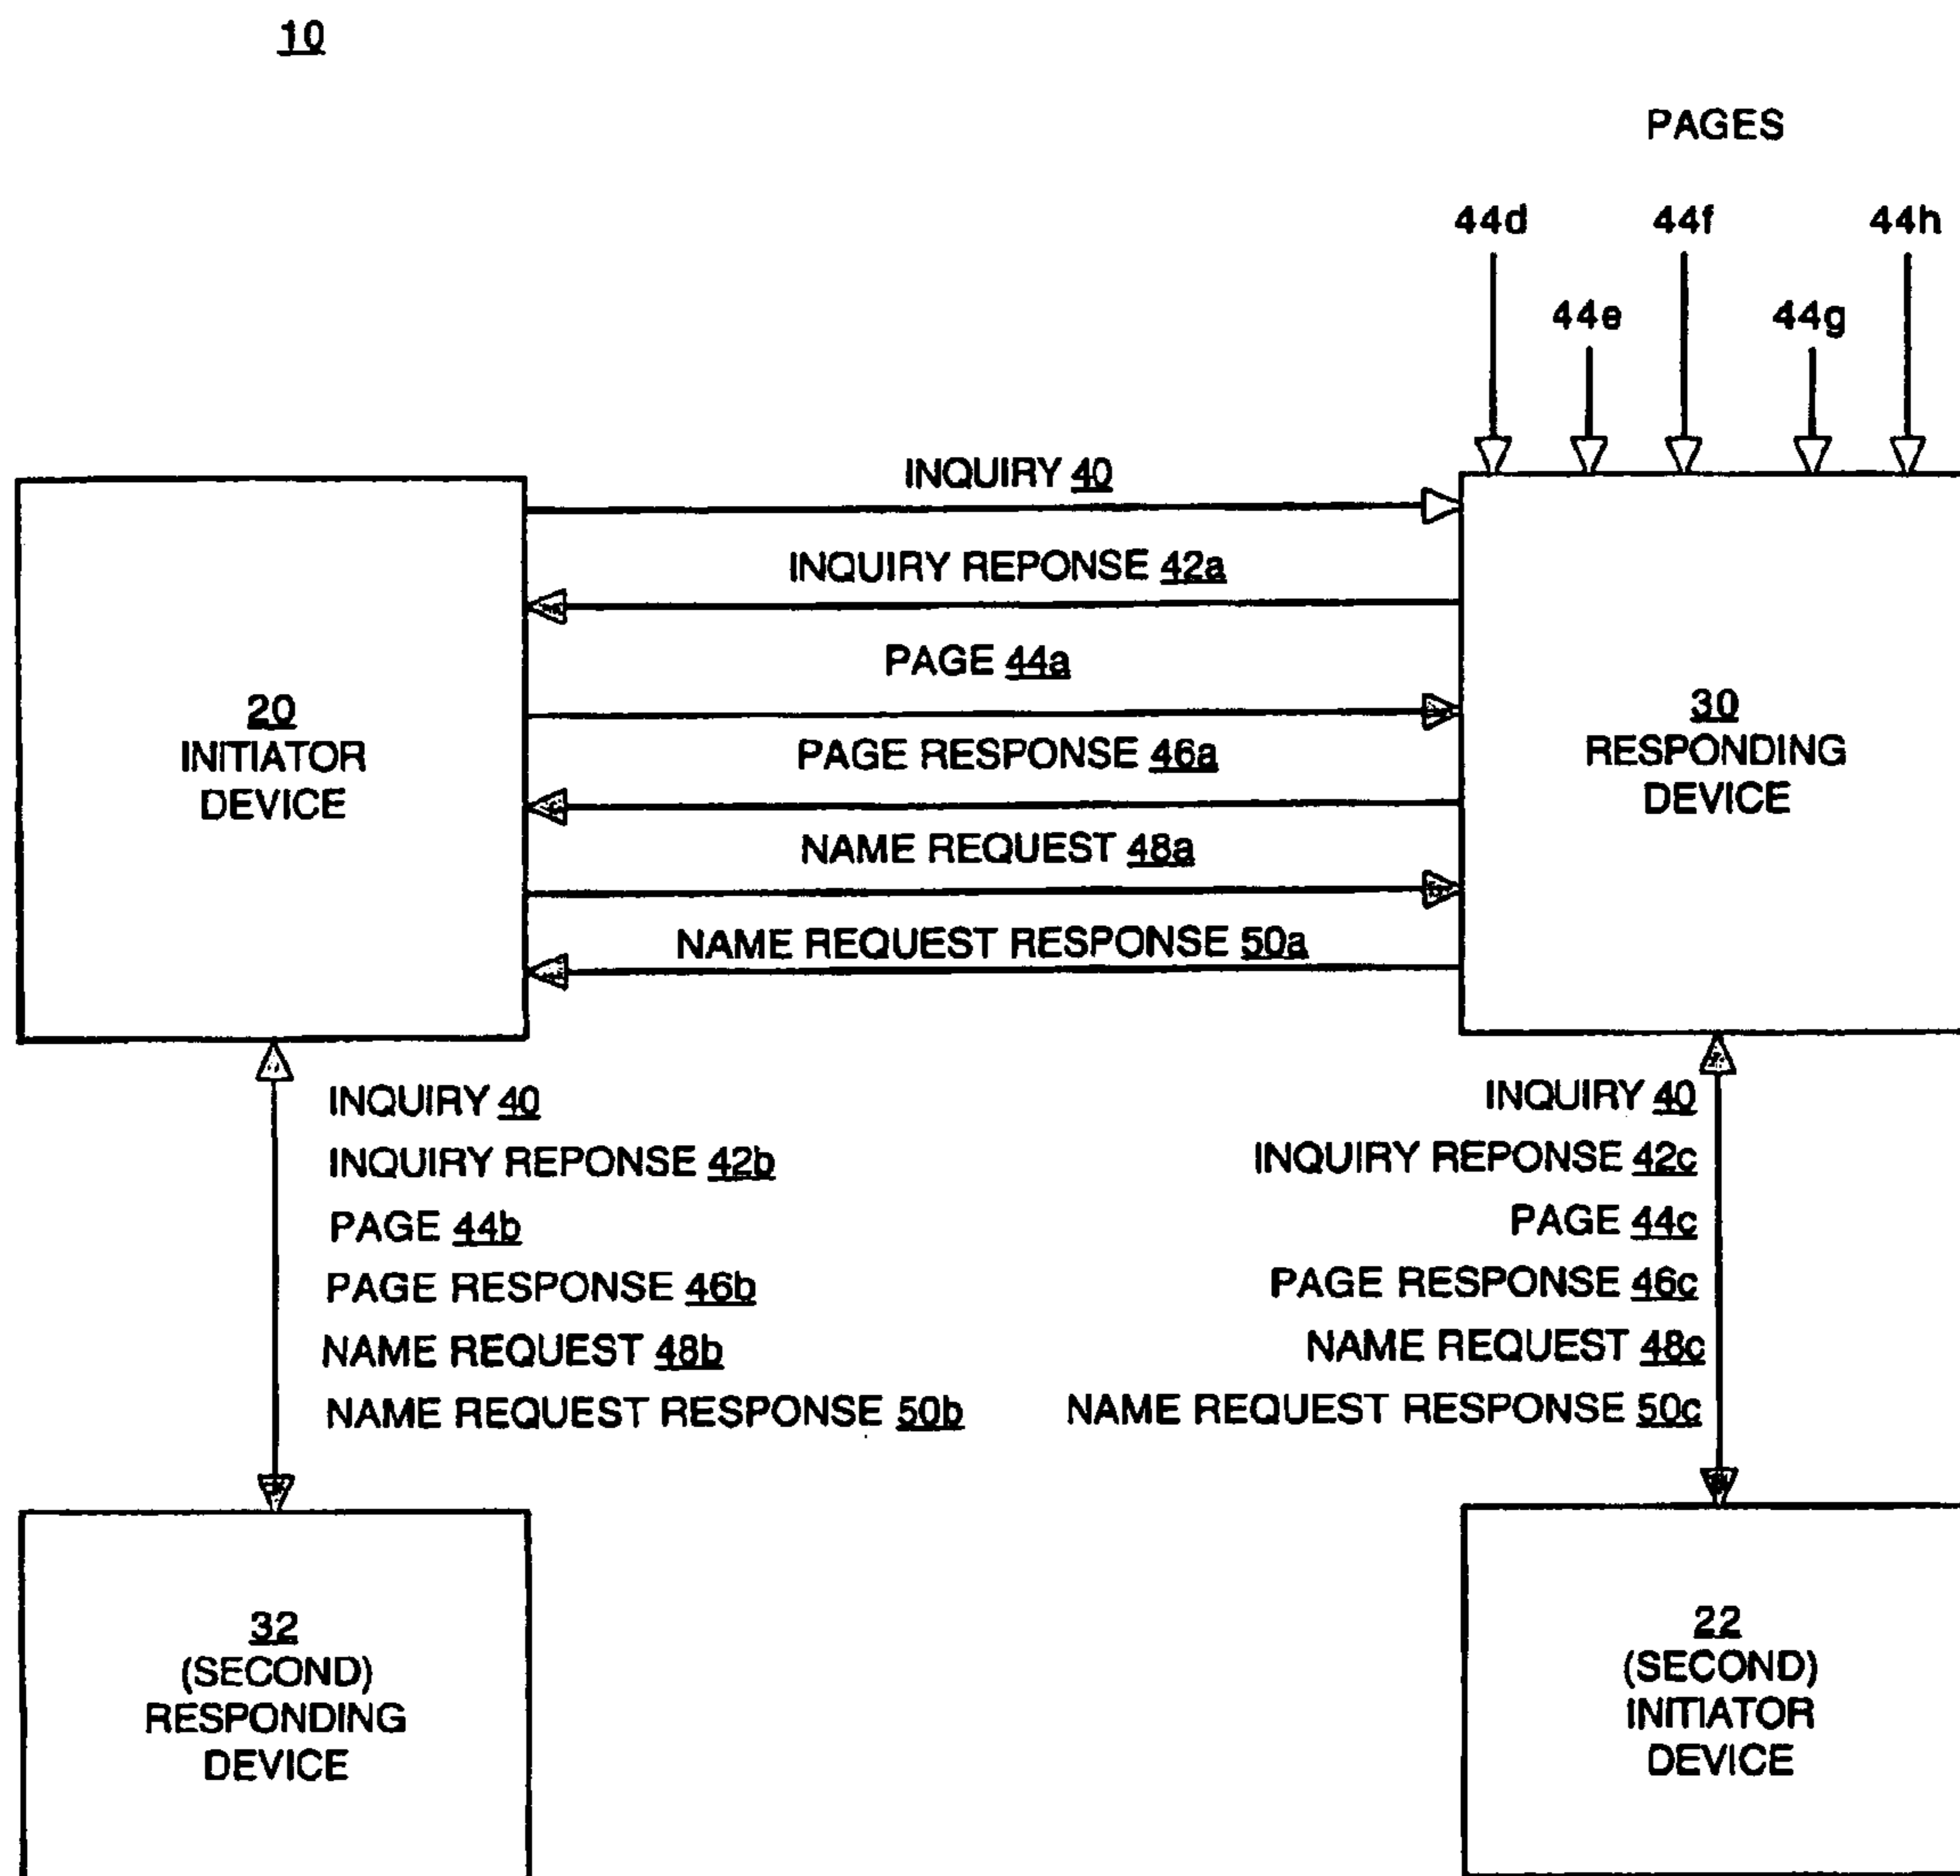 10
PAGES
44d
44f
44h
44e
44g
INQUIRY 40
INQUIRY REPONSE 42a
PAGE 44a
PAGE RESPONSE 46a
NAME REQUEST 48a
NAME REQUEST RESPONSE 50a
20
INITIATOR
DEVICE
30
RESPONDING
DEVICE
INQUIRY 40
INQUIRY REPONSE 42b
PAGE 44b
PAGE RESPONSE 46b
NAME REQUEST 48b
NAME REQUEST RESPONSE 50b
INQUIRY 40
INQUIRY REPONSE 42c
PAGE 44c
PAGE RESPONSE 46c
NAME REQUEST 48c
NAME REQUEST RESPONSE 50c
32
(SECOND)
RESPONDING
DEVICE
22
(SECOND)
INITIATOR
DEVICE